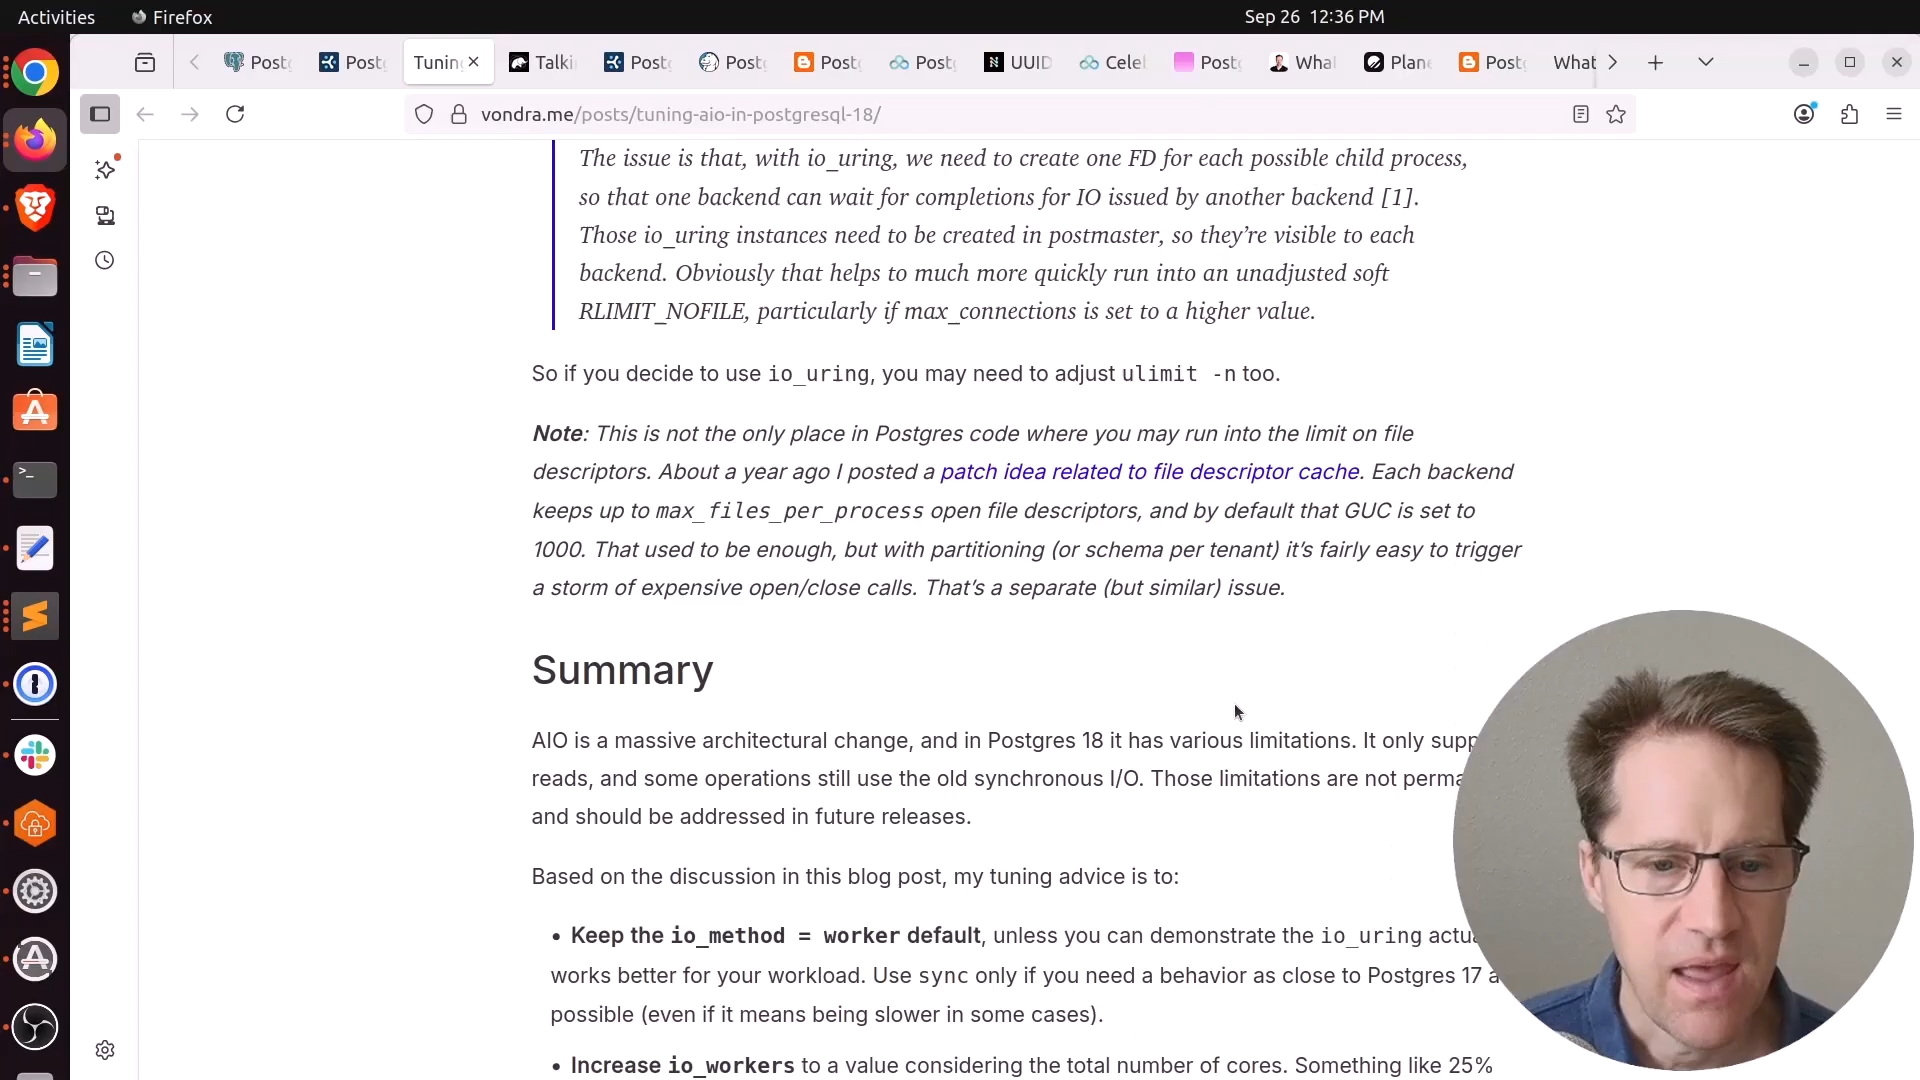 Activities Firefox Sep 26 12:36 PM
Postg Postg Tuning Talki Postg Postg Postg Postg UUID Cele Postg What Plane Postg What
vondra.me/posts/tuning-aio-in-postgresql-18/
The issue is that, with io_uring, we need to create one FD for each possible child process,
so that one backend can wait for completions for IO issued by another backend [1].
Those io_uring instances need to be created in postmaster, so they're visible to each
backend. Obviously that helps to much more quickly run into an unadjusted soft
RLIMIT_NOFILE, particularly if max_connections is set to a higher value.
So if you decide to use io_uring, you may need to adjust ulimit -n too.
Note: This is not the only place in Postgres code where you may run into the limit on file
descriptors. About a year ago I posted a patch idea related to file descriptor cache. Each backend
keeps up to max_files_per_process open file descriptors, and by default that GUC is set to
1000. That used to be enough, but with partitioning (or schema per tenant) it's fairly easy to trigger
a storm of expensive open/close calls. That's a separate (but similar) issue.
Summary
AIO is a massive architectural change, and in Postgres 18 it has various limitations. It only supp
reads, and some operations still use the old synchronous I/O. Those limitations are not perma
and should be addressed in future releases.
Based on the discussion in this blog post, my tuning advice is to:
• Keep the io_method = worker default, unless you can demonstrate the io_uring actua
works better for your workload. Use sync only if you need a behavior as close to Postgres 17 a
possible (even if it means being slower in some cases).
• Increase io_workers to a value considering the total number of cores. Something like 25%